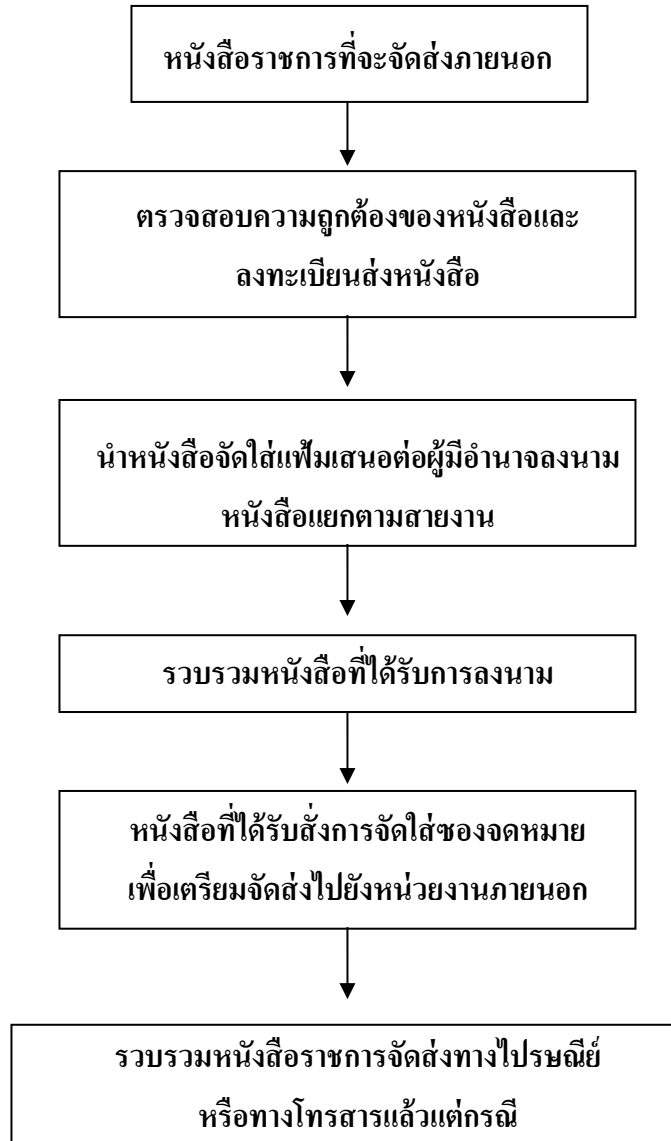 หนังสือราชการที่จะจัดส่งภายนอก
ตรวจสอบความถูกต้องของหนังสือและ
ลงทะเบียนส่งหนังสือ
นำหนังสือจัดใส่แฟ้มเสนอต่อผู้มีอำนาจลงนาม
หนังสือแยกตามสายงาน
รวบรวมหนังสือที่ได้รับการลงนาม
หนังสือที่ได้รับสั่งการจัดใส่ซองจดหมาย
เพื่อเตรียมจัดส่งไปยังหน่วยงานภายนอก
รวบรวมหนังสือราชการจัดส่งทางไปรษณีย์
หรือทางโทรสารแล้วแต่กรณี